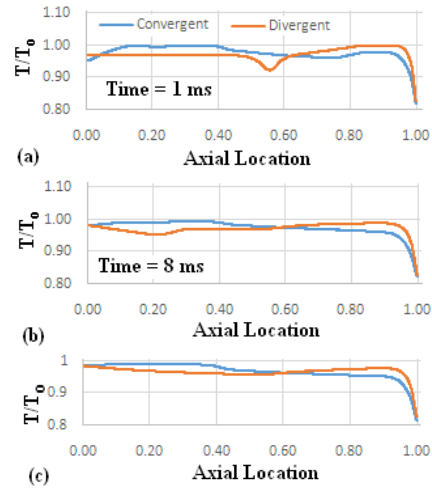 Convergent Divergent
1.10
1.00
0.90
0.80
T/To
Time = 1 ms
0.00 0.20 0.40 0.60 0.80 1.00
(a) Axial Location
1.10
1.00
0.90
0.80
T/To
Time = 8 ms
0.00 0.20 0.40 0.60 0.80 1.00
(b) Axial Location
1
0.9
0.8
T/To
0.00 0.20 0.40 0.60 0.80 1.00
(c) Axial Location